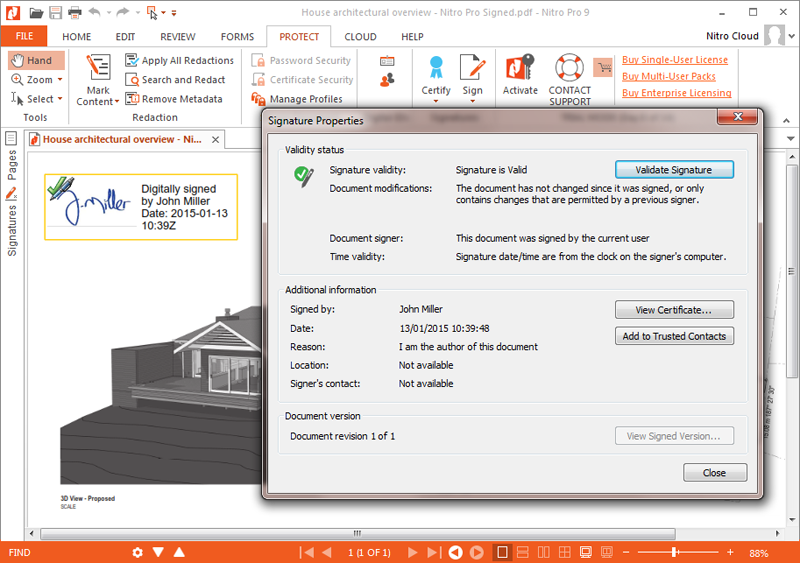 House architectural overview - Nitro Pro Signed.pdf - Nitro Pro 9
FILE
HOME
EDIT
REVIEW
FORMS
PROTECT
CLOUD
HELP
Nitro Cloud
Hand
Zoom
Select
Tools
Mark
Content
Apply All Redactions
Search and Redact
Remove Metadata
Redaction
Password Security
Certificate Security
Manage Profiles
Certify
Sign
Activate
CONTACT
SUPPORT
Buy Single-User License
Buy Multi-User Packs
Buy Enterprise Licensing
House architectural overview - Ni...
Pages
Signatures
J. Miller
Digitally signed
by John Miller
Date: 2015-01-13
10:39Z
3D View - Proposed
SCALE
Signature Properties
Validity status
Signature validity: Signature is Valid
Validate Signature
Document modifications: The document has not changed since it was signed, or only
contains changes that are permitted by a previous signer.
Document signer: This document was signed by the current user
Time validity: Signature date/time are from the clock on the signer's computer.
Additional information
Signed by: John Miller
View Certificate...
Date: 13/01/2015 10:39:48
Reason: I am the author of this document
Add to Trusted Contacts
Location: Not available
Signer's contact: Not available
Document version
Document revision 1 of 1
View Signed Version...
Close
FIND
1 (1 OF 1)
88%